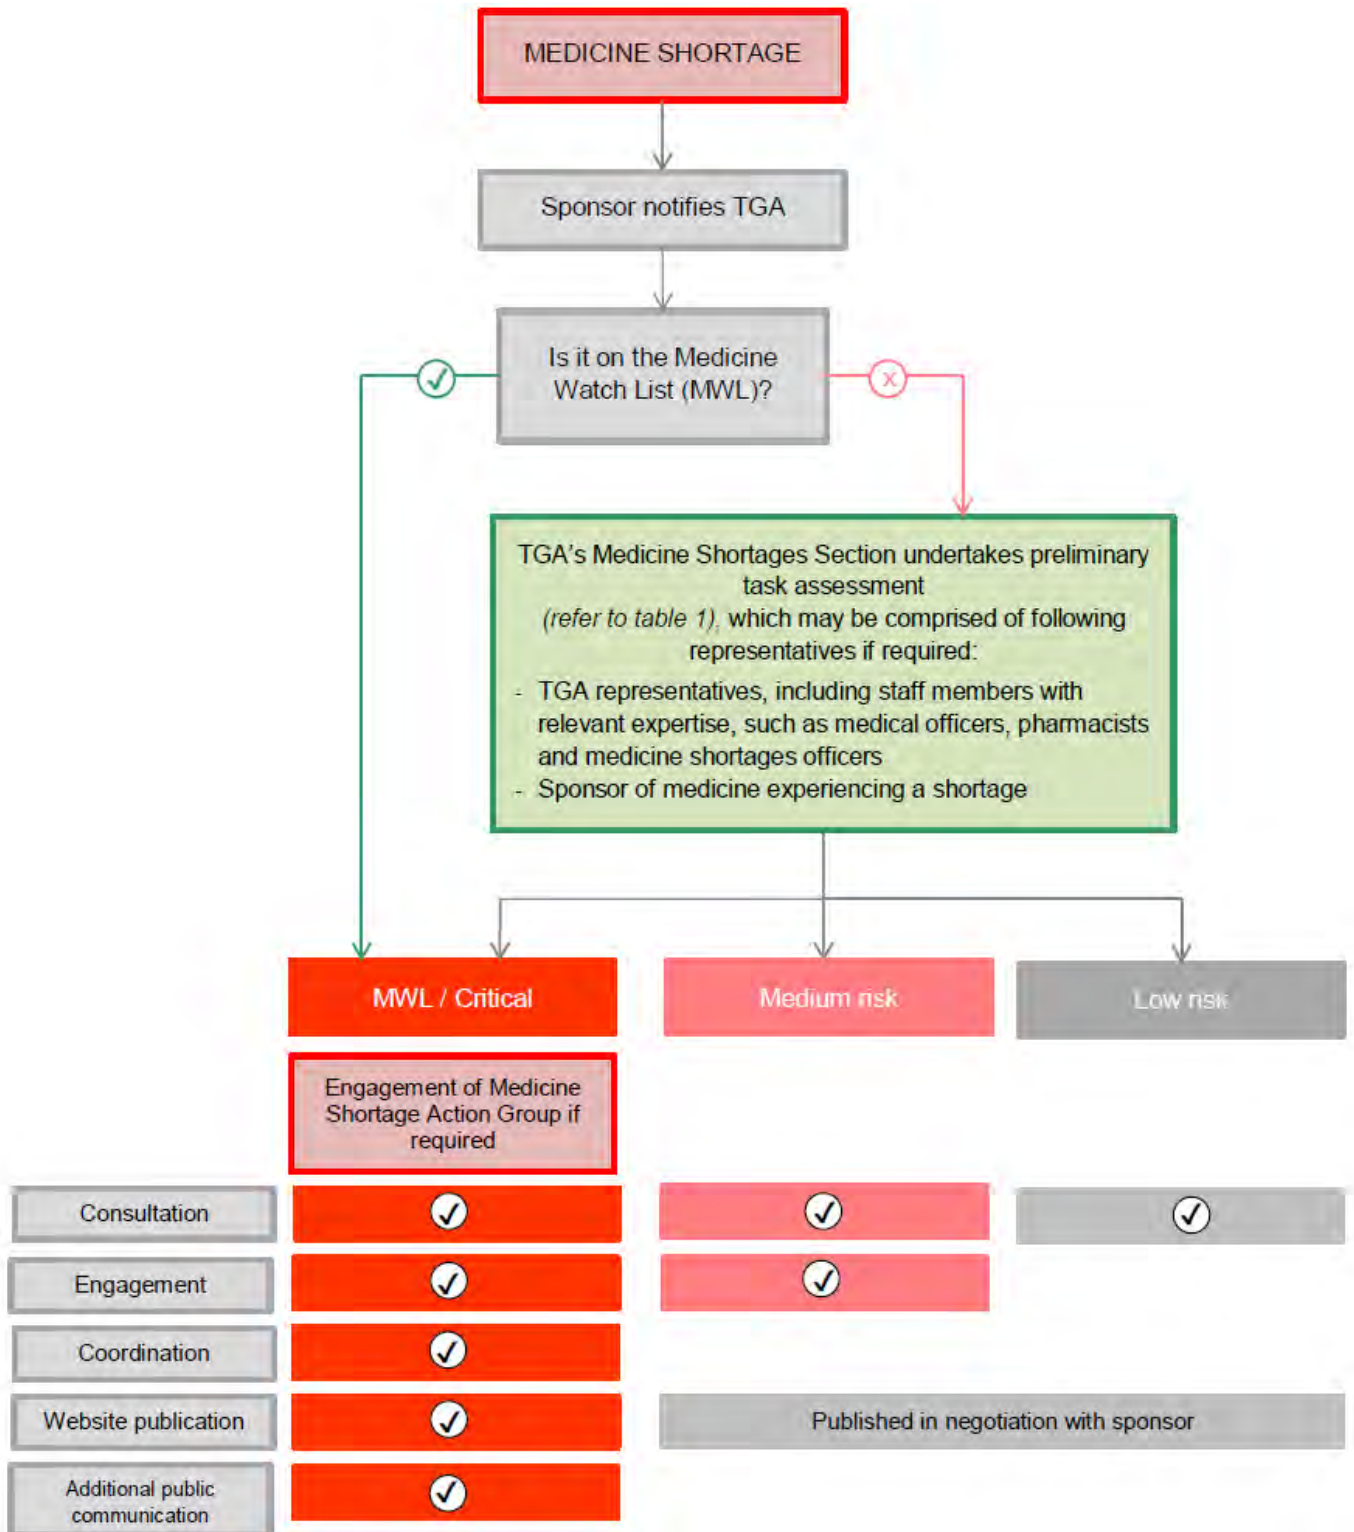 MEDICINE SHORTAGE
Sponsor notifies TGA
Is it on the Medicine
Watch List (MWL)?
x
TGA's Medicine Shortages Section undertakes preliminary
task assessment
(refer to table 1), which may be comprised of following
representatives if required:
- TGA representatives, including staff members with
relevant expertise, such as medical officers, pharmacists
and medicine shortages officers
- Sponsor of medicine experiencing a shortage
MWL / Critical
Medium risk
Low risk
Engagement of Medicine
Shortage Action Group if
required
Consultation
Engagement
Coordination
Website publication
Published in negotiation with sponsor
Additional public
communication